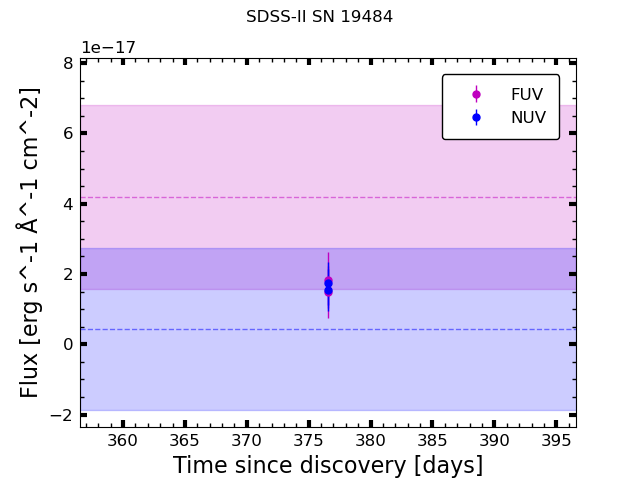 SDSS-II SN 19484
1e−17
8
6
4
2
0
−2
FUV
NUV
Flux [erg s^-1 Å^-1 cm^-2]
360 365 370 375 380 385 390 395
Time since discovery [days]